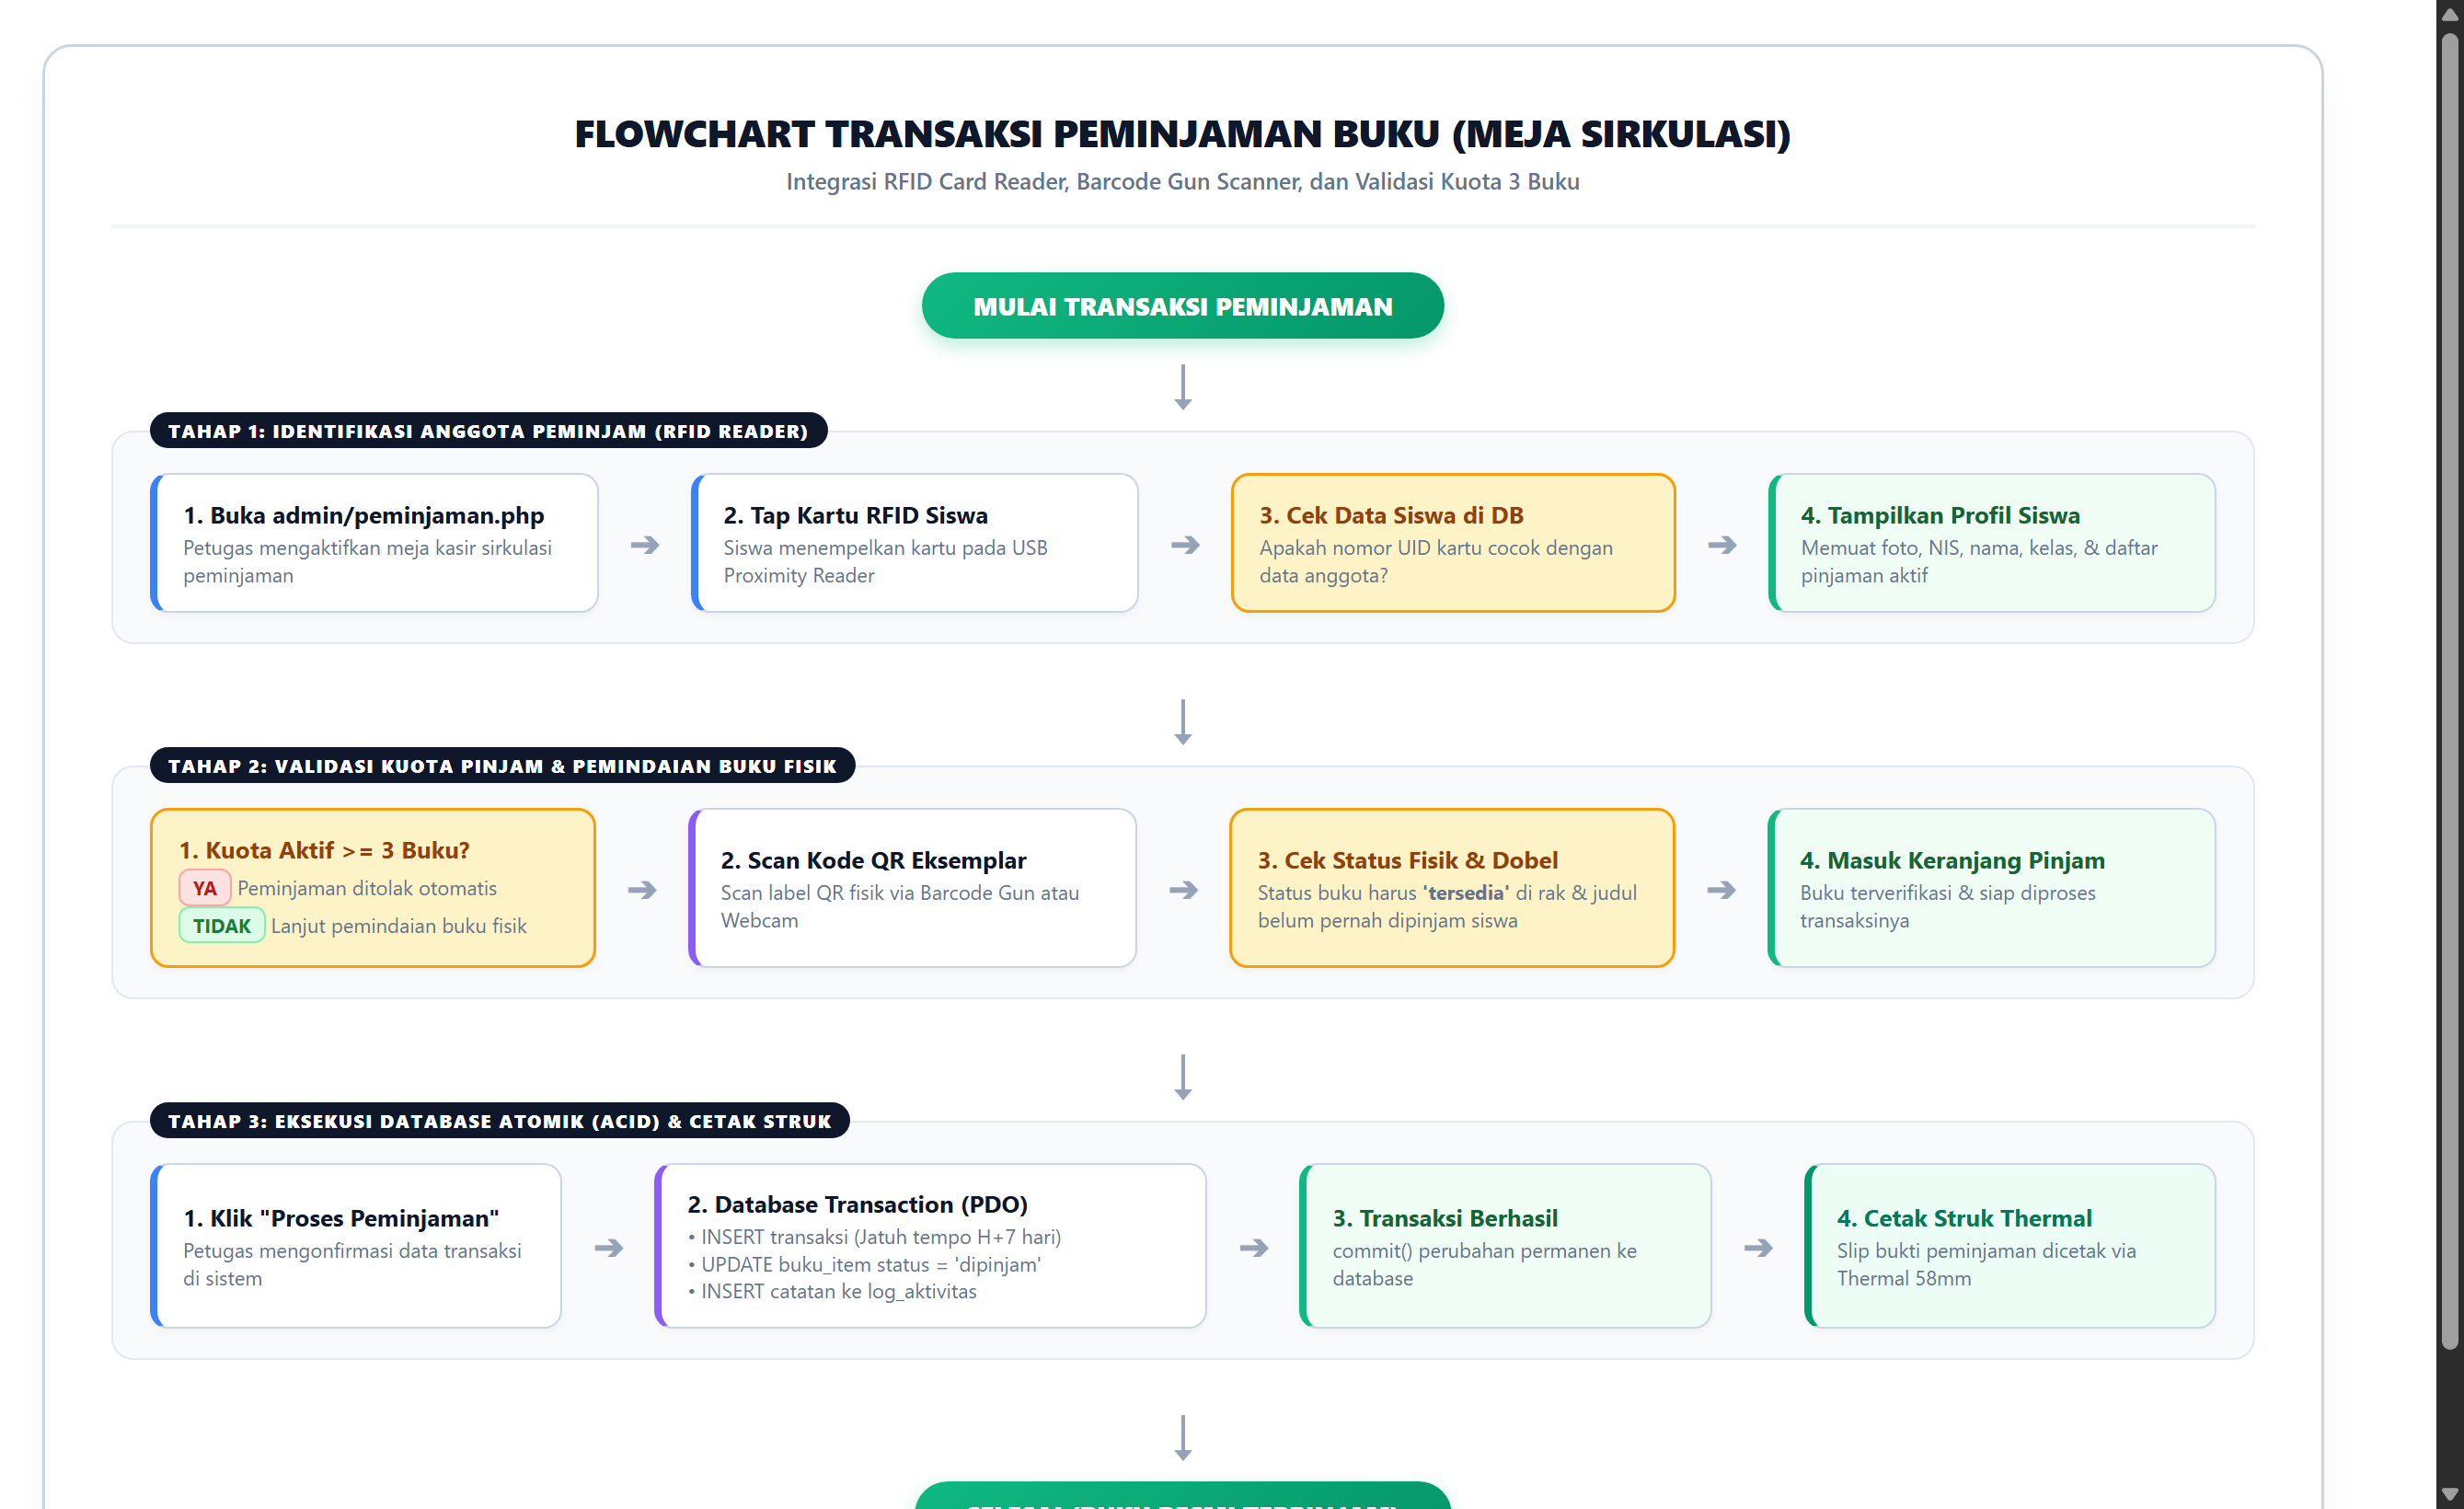 FLOWCHART TRANSAKSI PEMINJAMAN BUKU (MEJA SIRKULASI)
Integrasi RFID Card Reader, Barcode Gun Scanner, dan Validasi Kuota 3 Buku
MULAI TRANSAKSI PEMINJAMAN
TAHAP 1: IDENTIFIKASI ANGGOTA PEMINJAM (RFID READER)
1. Buka admin/peminjaman.php
Petugas mengaktifkan meja kasir sirkulasi
peminjaman
2. Tap Kartu RFID Siswa
Siswa menempelkan kartu pada USB
Proximity Reader
3. Cek Data Siswa di DB
Apakah nomor UID kartu cocok dengan
data anggota?
4. Tampilkan Profil Siswa
Memuat foto, NIS, nama, kelas, & daftar
pinjaman aktif
TAHAP 2: VALIDASI KUOTA PINJAM & PEMINDAIAN BUKU FISIK
1. Kuota Aktif >= 3 Buku?
YA Peminjaman ditolak otomatis
TIDAK Lanjut pemindaian buku fisik
2. Scan Kode QR Eksemplar
Scan label QR fisik via Barcode Gun atau
Webcam
3. Cek Status Fisik & Dobel
Status buku harus 'tersedia' di rak & judul
belum pernah dipinjam siswa
4. Masuk Keranjang Pinjam
Buku terverifikasi & siap diproses
transaksinya
TAHAP 3: EKSEKUSI DATABASE ATOMIK (ACID) & CETAK STRUK
1. Klik "Proses Peminjaman"
Petugas mengonfirmasi data transaksi
di sistem
2. Database Transaction (PDO)
• INSERT transaksi (Jatuh tempo H+7 hari)
• UPDATE buku_item status = 'dipinjam'
• INSERT catatan ke log_aktivitas
3. Transaksi Berhasil
commit() perubahan permanen ke
database
4. Cetak Struk Thermal
Slip bukti peminjaman dicetak via
Thermal 58mm